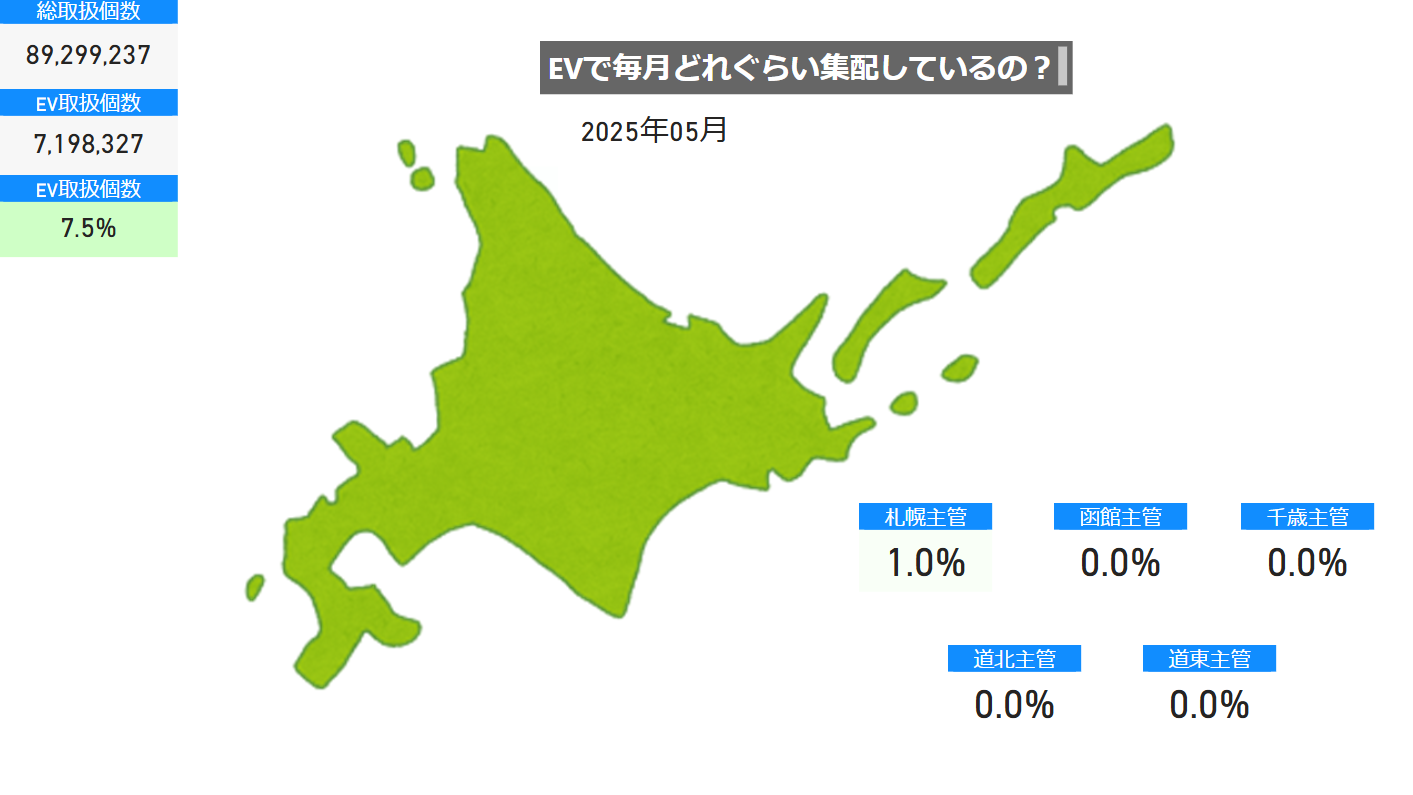 総取扱個数
89,299,237
EV取扱個数
7,198,327
EV取扱個数
7.5%
EVで毎月どれぐらい集配しているの？
2025年05月
札幌主管
1.0%
函館主管
0.0%
千歳主管
0.0%
道北主管
0.0%
道東主管
0.0%